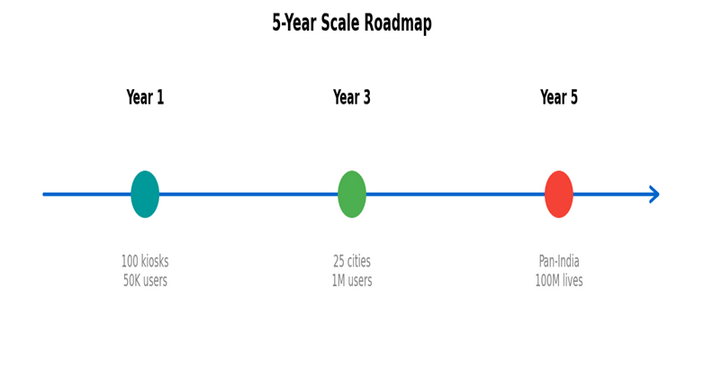 5-Year Scale Roadmap
Year 1
Year 3
Year 5
100 kiosks
50K users
25 cities
1M users
Pan-India
100M lives